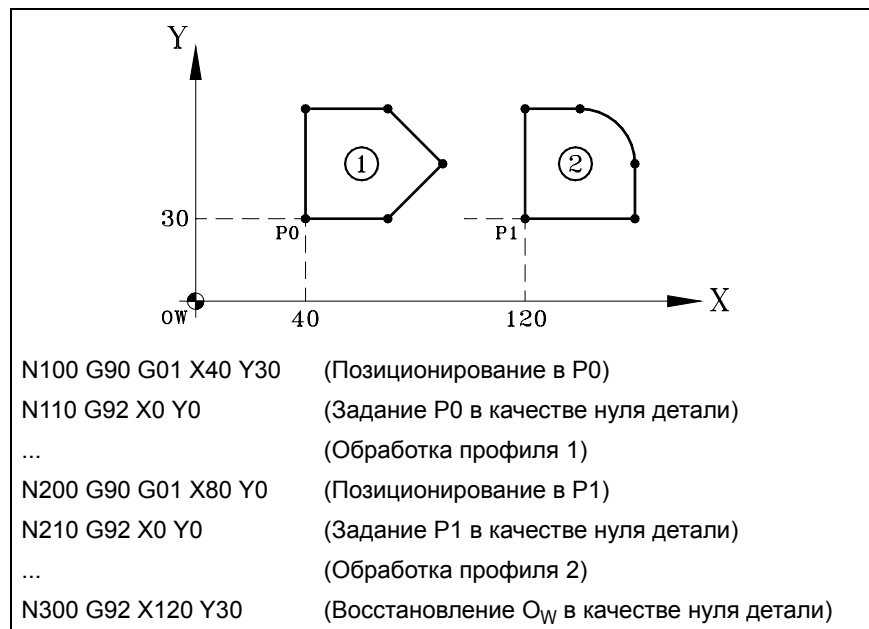 Y
1
2
30
P0
P1
X
OW
40
120
N100 G90 G01 X40 Y30 (Позиционирование в P0)
N110 G92 X0 Y0 (Задание P0 в качестве нуля детали)
... (Обработка профиля 1)
N200 G90 G01 X80 Y0 (Позиционирование в P1)
N210 G92 X0 Y0 (Задание P1 в качестве нуля детали)
... (Обработка профиля 2)
N300 G92 X120 Y30 (Восстановление OW в качестве нуля детали)